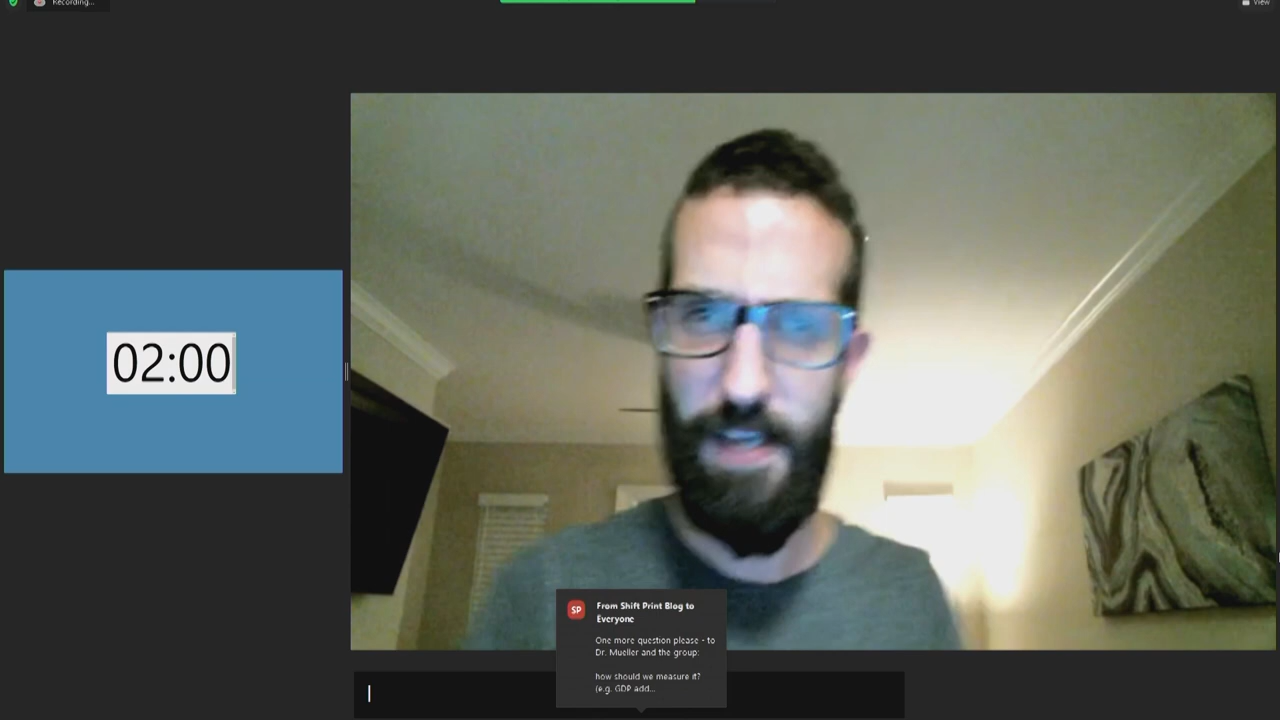 Recording...
View
02:00
SP
From Shift Print Blog to
Everyone
One more question please - to
Dr. Mueller and the group:
how should we measure it?
(e.g. GDP add...